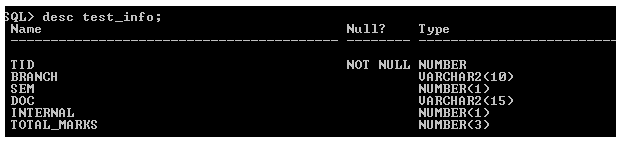 SQL> desc test_info;
Name Null? Type
----------------------------------------- -------- ----------------------------
TID NOT NULL NUMBER
BRANCH VARCHAR2(10)
SEM NUMBER(1)
DOC VARCHAR2(15)
INTERNAL NUMBER(1)
TOTAL_MARKS NUMBER(3)